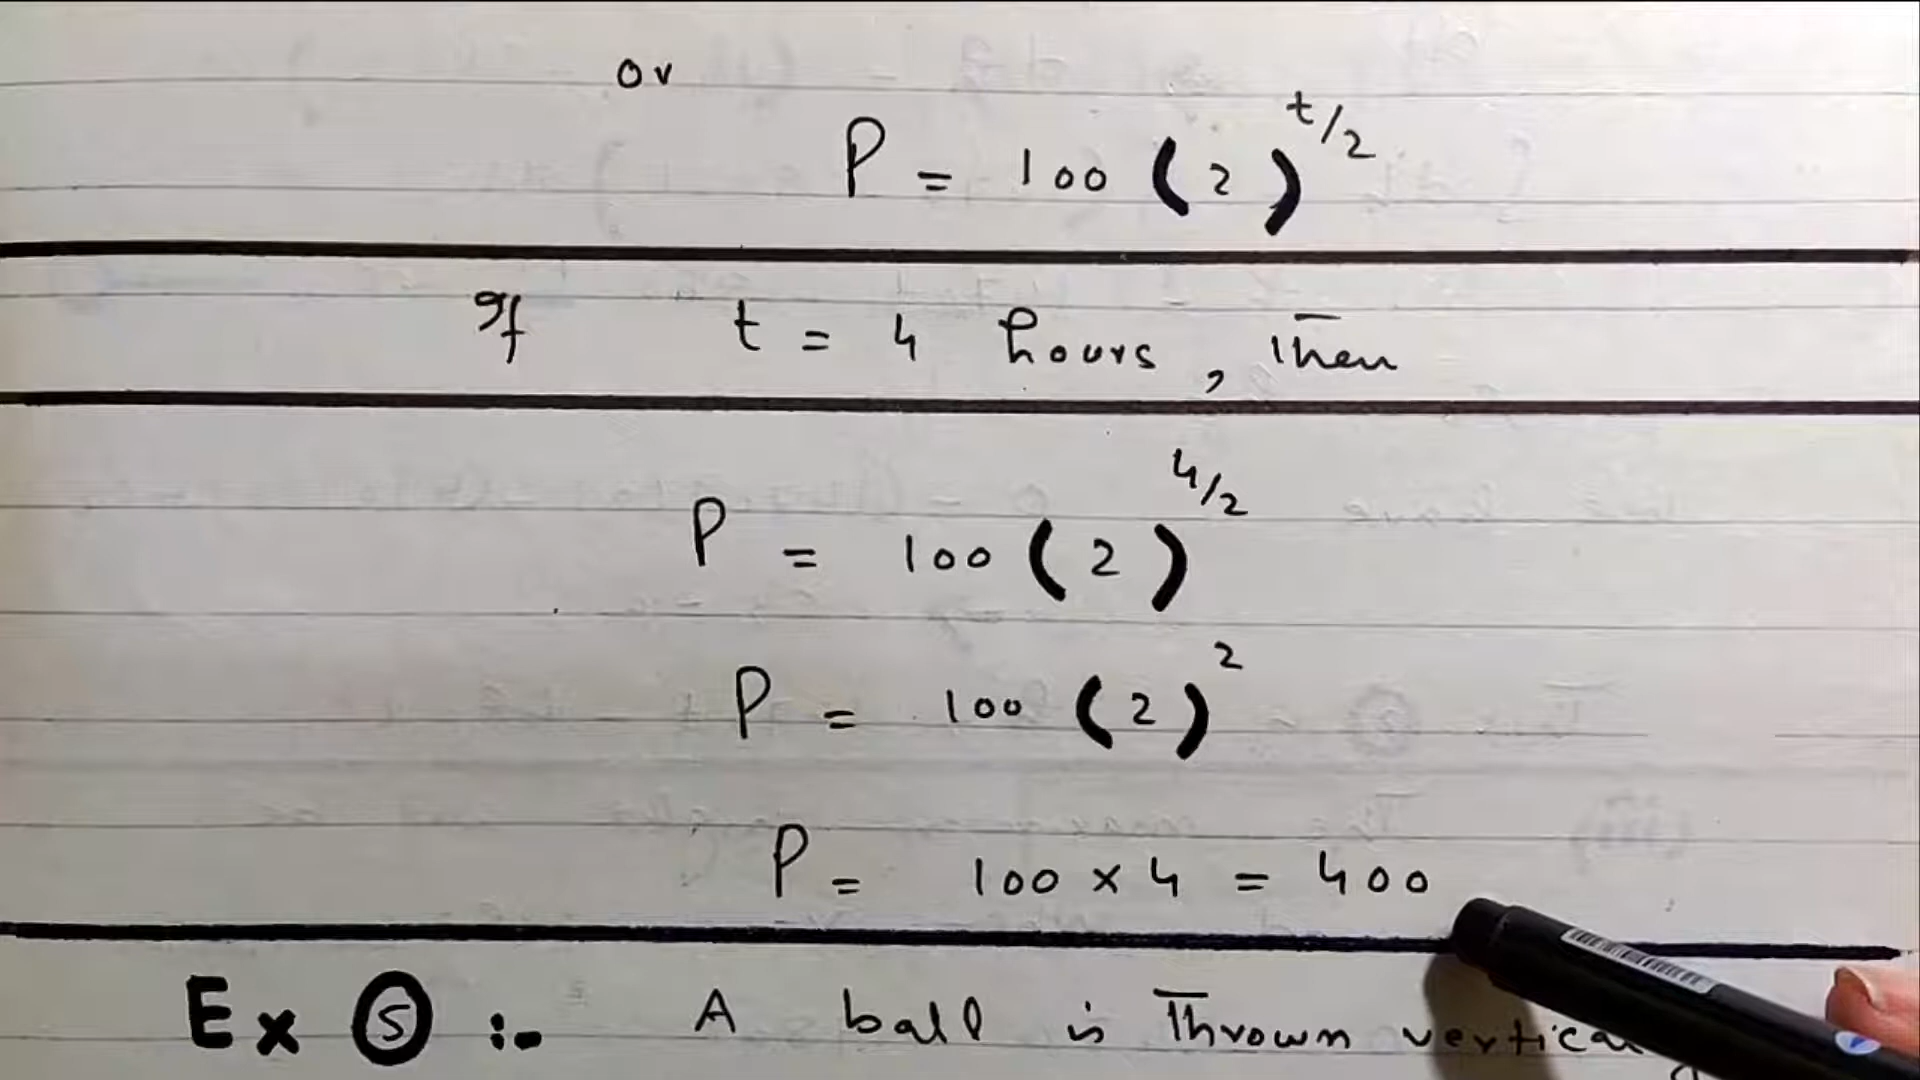 or
P = 100 (2)^t/2
If t = 4 hours, Then
P = 100 (2)^4/2
P = 100 (2)^2
P = 100 × 4 = 400
Ex ⑤ :- A ball is Thrown